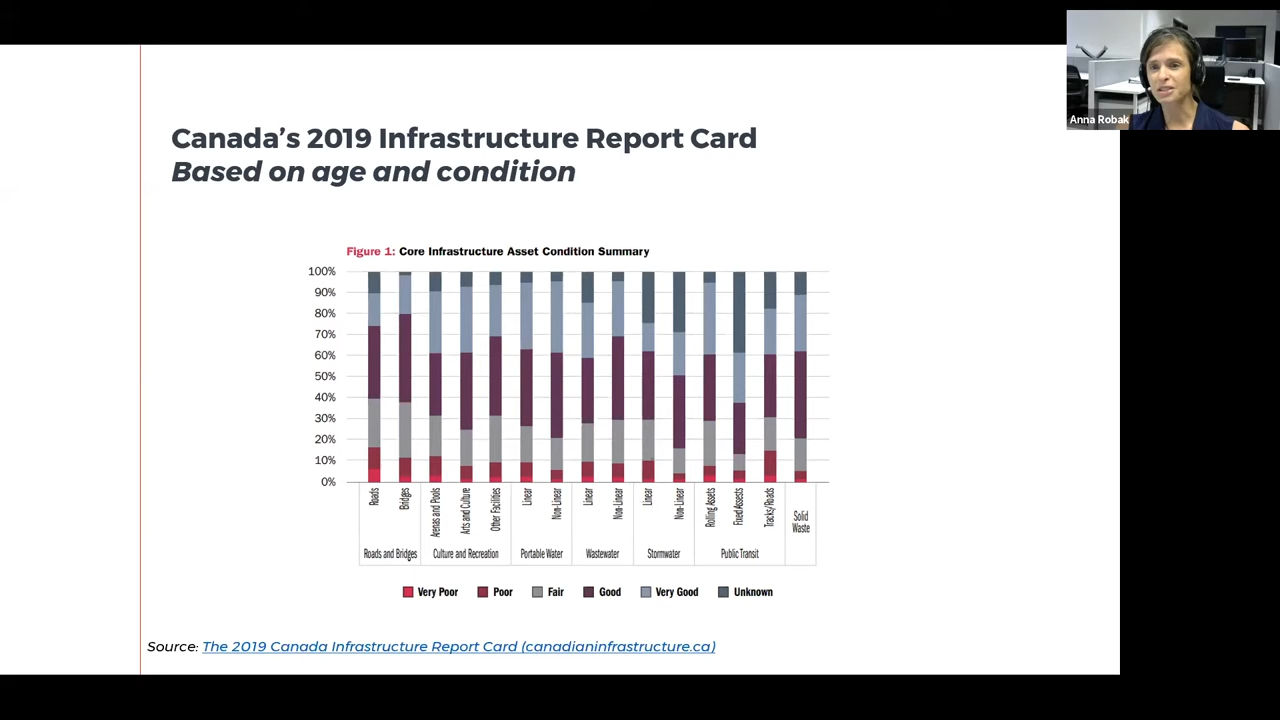 Anna Robak
Canada's 2019 Infrastructure Report Card
Based on age and condition
Figure 1: Core Infrastructure Asset Condition Summary
100%
90%
80%
70%
60%
50%
40%
30%
20%
10%
0%
Roads
Bridges
Arenas and Pools
Arts and Culture
Other Facilities
Linear
Non-Linear
Linear
Non-Linear
Linear
Non-Linear
Rolling Assets
Fixed Assests
Tracks/Roads
Solid
Waste
Roads and Bridges
Culture and Recreation
Portable Water
Wastewater
Stormwater
Public Transit
Very Poor
Poor
Fair
Good
Very Good
Unknown
Source: The 2019 Canada Infrastructure Report Card (canadianinfrastructure.ca)